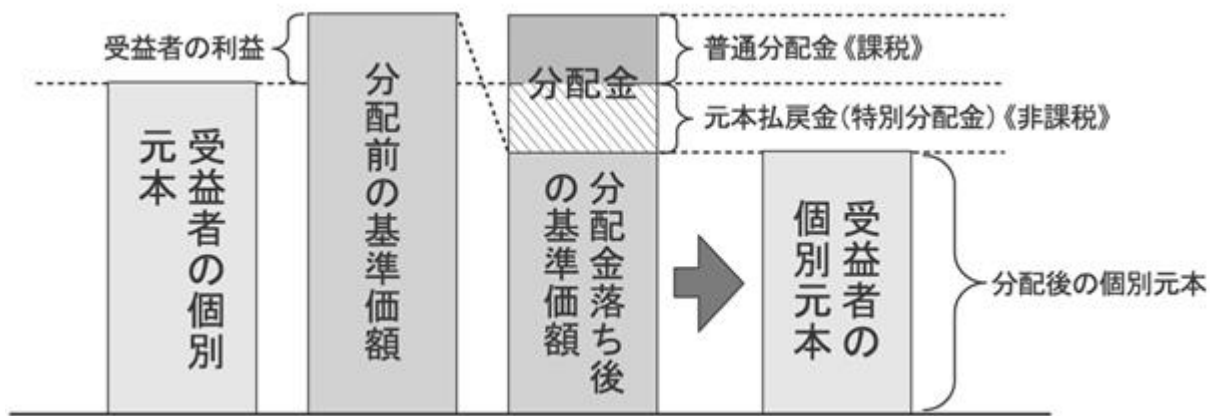 受益者の利益
受益者の個別
元本
分配前の基準価額
分配金
分配金落ち後
の基準価額
普通分配金《課税》
元本払戻金(特別分配金)《非課税》
受益者の
個別元本
分配後の個別元本